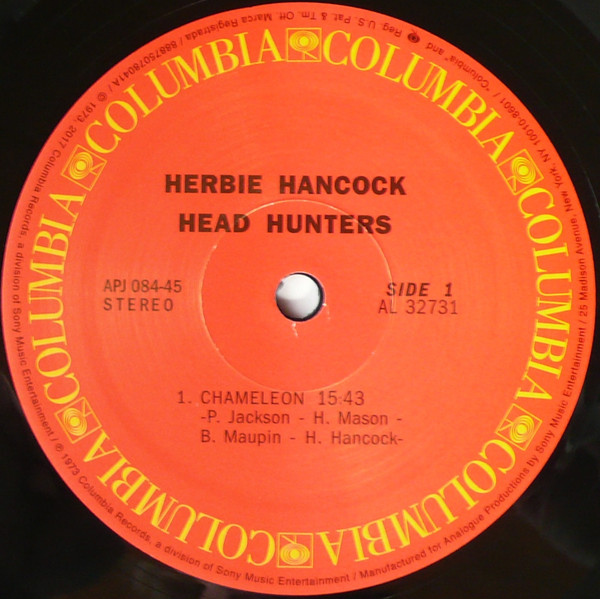 COLUMBIA COLUMBIA COLUMBIA COLUMBIA COLUMBIA COLUMBIA
HERBIE HANCOCK
HEAD HUNTERS
APJ 084-45
STEREO
SIDE 1
AL 32731
1. CHAMELEON 15:43
-P. Jackson - H. Mason -
B. Maupin - H. Hancock-
"Columbia" and Reg. U.S. Pat. & Tm. Off. Marca Registrada / 88875078041A / © 1973, 2017 Columbia Records, a division of Sony Music Entertainment / ℗ 1973 Columbia Records, a division of Sony Music Entertainment / Manufactured for Analogue Productions by Sony Music Entertainment / 25 Madison Avenue, New York, NY 10010-8601 /